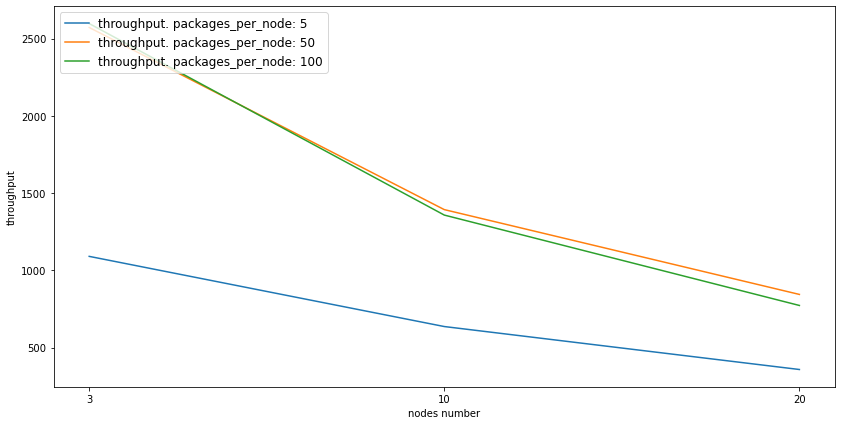 throughput. packages_per_node: 5
throughput. packages_per_node: 50
throughput. packages_per_node: 100
2500
2000
1500
1000
500
throughput
3
10
20
nodes number